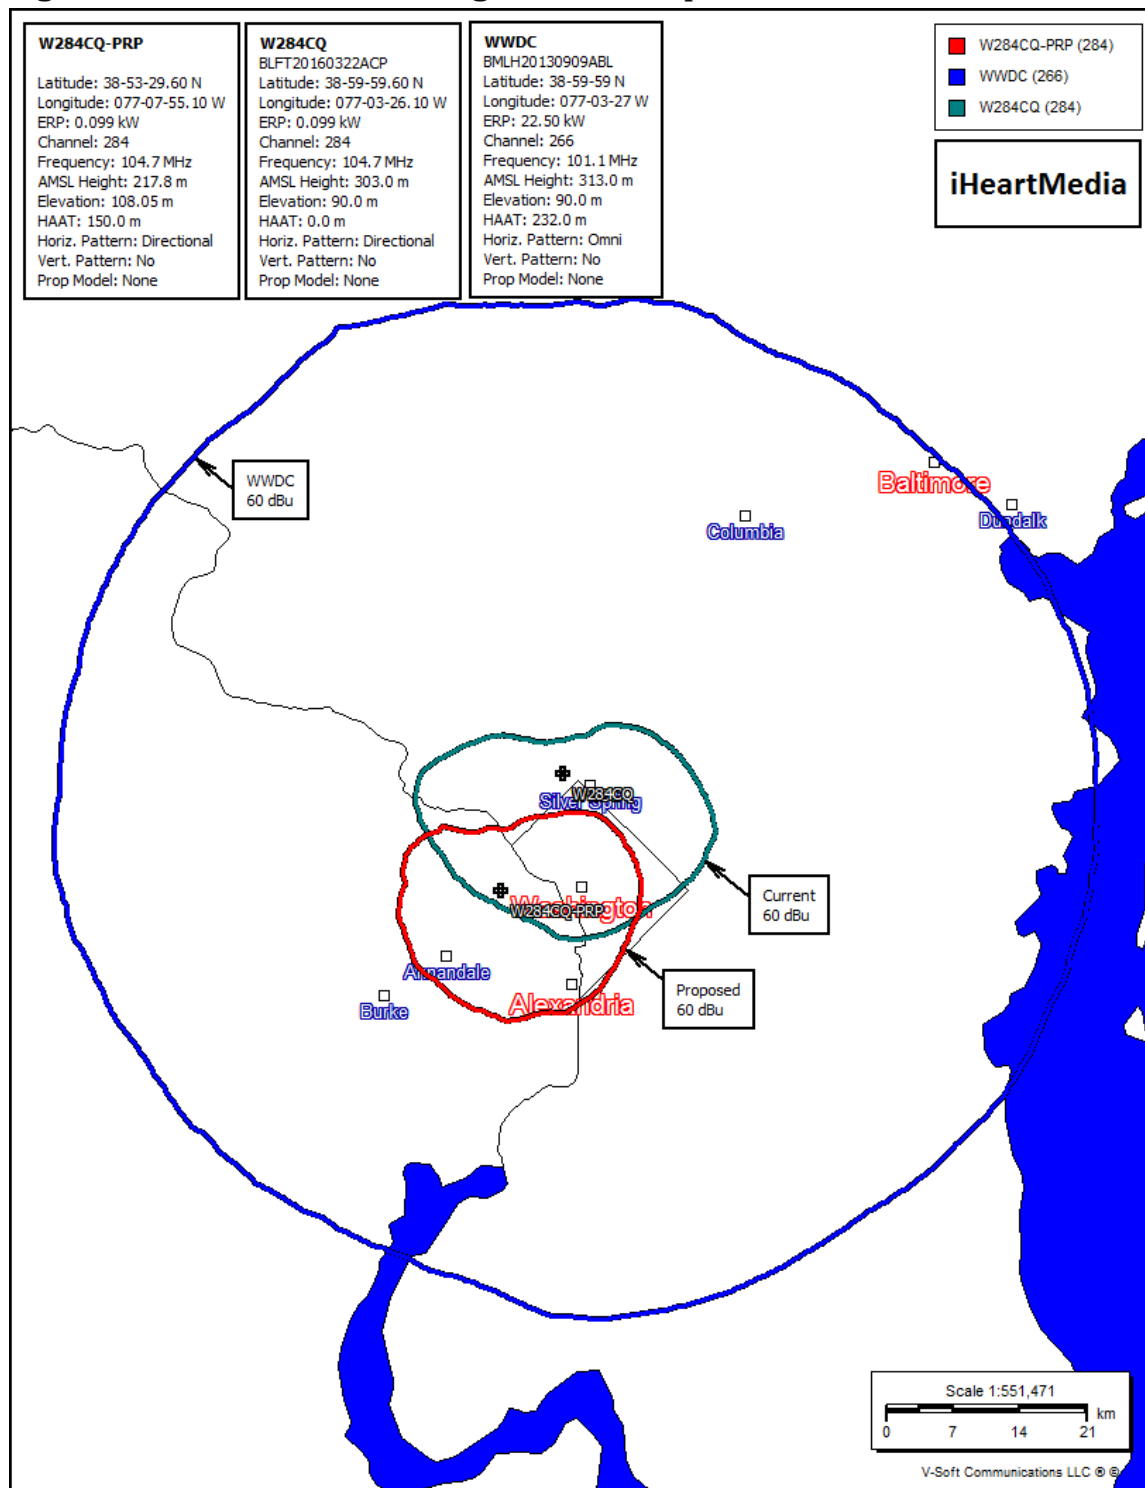 W284CQ-PRP
Latitude: 38-53-29.60 N
Longitude: 077-07-55.10 W
ERP: 0.099 kW
Channel: 284
Frequency: 104.7 MHz
AMSL Height: 217.8 m
Elevation: 108.05 m
HAAT: 150.0 m
Horiz. Pattern: Directional
Vert. Pattern: No
Prop Model: None
W284CQ
BLFT20160322ACP
Latitude: 38-59-59.60 N
Longitude: 077-03-26.10 W
ERP: 0.099 kW
Channel: 284
Frequency: 104.7 MHz
AMSL Height: 303.0 m
Elevation: 90.0 m
HAAT: 0.0 m
Horiz. Pattern: Directional
Vert. Pattern: No
Prop Model: None
WWDC
BMLH20130909ABL
Latitude: 38-59-59 N
Longitude: 077-03-27 W
ERP: 22.50 kW
Channel: 266
Frequency: 101.1 MHz
AMSL Height: 313.0 m
Elevation: 90.0 m
HAAT: 232.0 m
Horiz. Pattern: Omni
Vert. Pattern: No
Prop Model: None
W284CQ-PRP (284)
WWDC (266)
W284CQ (284)
iHeartMedia
WWDC
60 dBu
Baltimore
Dundalk
Columbia
W284CQ
Silver Spring
Current
60 dBu
Washington
W284CQ-PRP
Annandale
Proposed
60 dBu
Burke
Alexandria
Scale 1:551,471
km
0 7 14 21
V-Soft Communications LLC ® ©